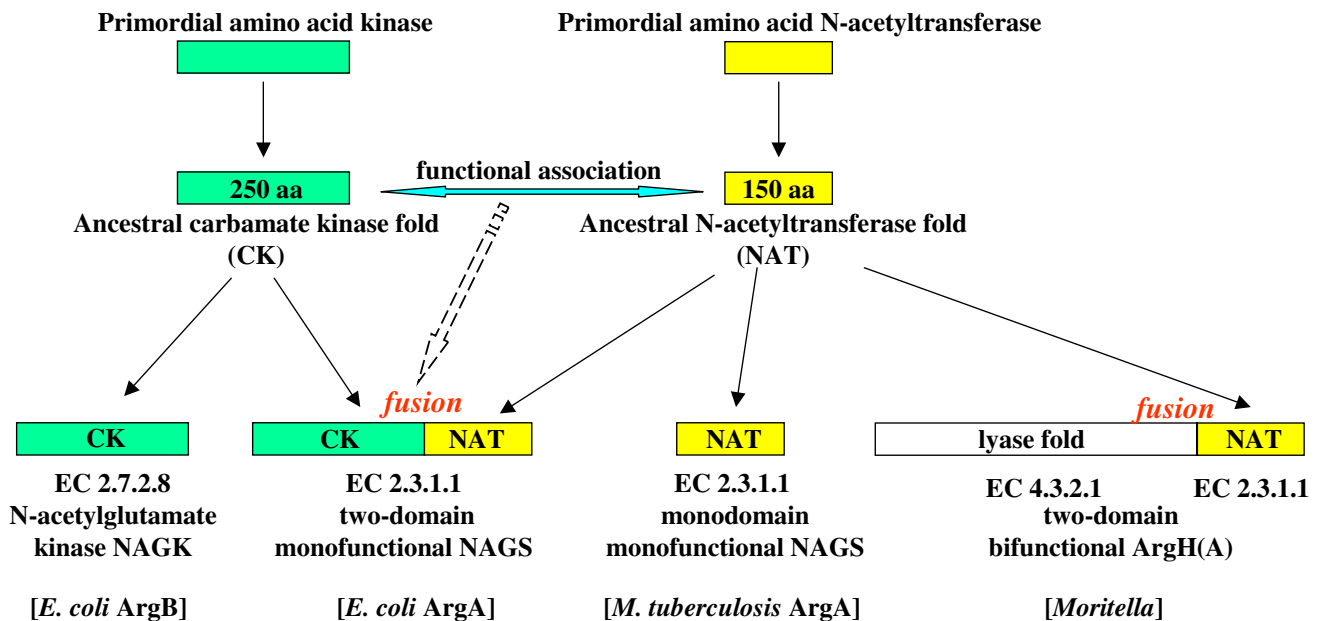 Primordial amino acid kinase
Primordial amino acid N-acetyltransferase
functional association
250 aa
150 aa
Ancestral carbamate kinase fold
(CK)
Ancestral N-acetyltransferase fold
(NAT)
fusion
fusion
CK
CK
NAT
NAT
lyase fold
NAT
EC 2.7.2.8
N-acetylglutamate
kinase NAGK
[E. coli ArgB]
EC 2.3.1.1
two-domain
monofunctional NAGS
[E. coli ArgA]
EC 2.3.1.1
monodomain
monofunctional NAGS
[M. tuberculosis ArgA]
EC 4.3.2.1
EC 2.3.1.1
two-domain
bifunctional ArgH(A)
[Moritella]